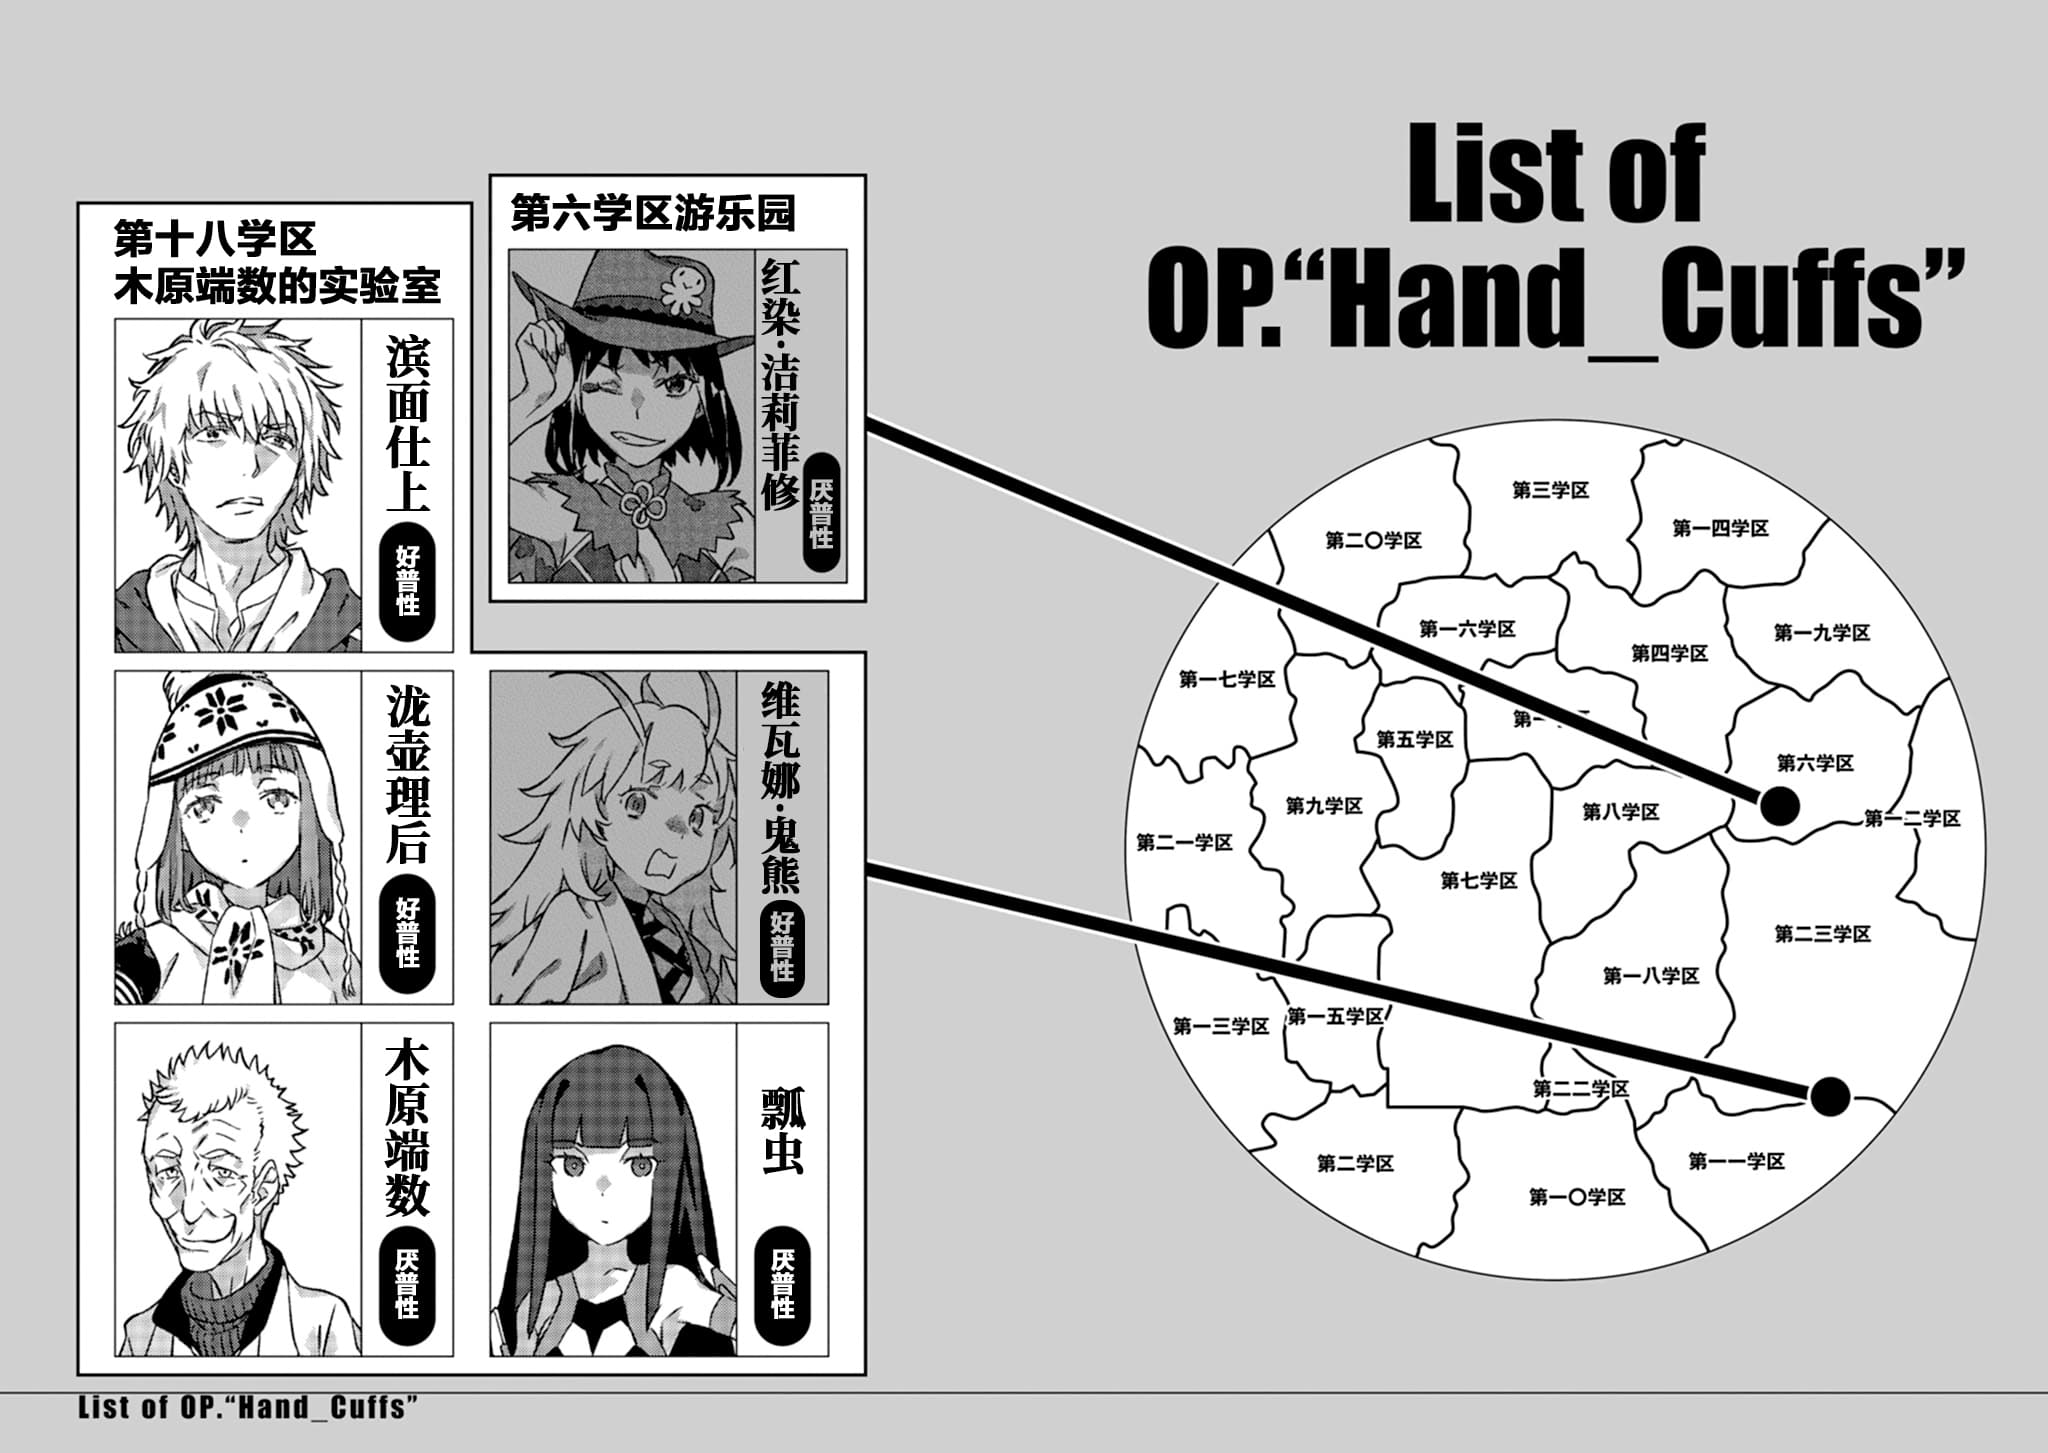 List of
OP.“Hand_Cuffs”
第六学区游乐园
红染·洁莉菲修
厌普性
第十八学区
木原端数的实验室
滨面仕上
好普性
泷壶理后
好普性
维瓦娜·鬼熊
好普性
木原端数
厌普性
瓢虫
厌普性
第三学区
第二〇学区
第一四学区
第一六学区
第一九学区
第四学区
第一七学区
第一
第五学区
第六学区
第九学区
第八学区
第一二学区
第二一学区
第七学区
第二三学区
第一八学区
第一三学区
第一五学区
第二二学区
第二学区
第一一学区
第一〇学区
List of OP.“Hand_Cuffs”